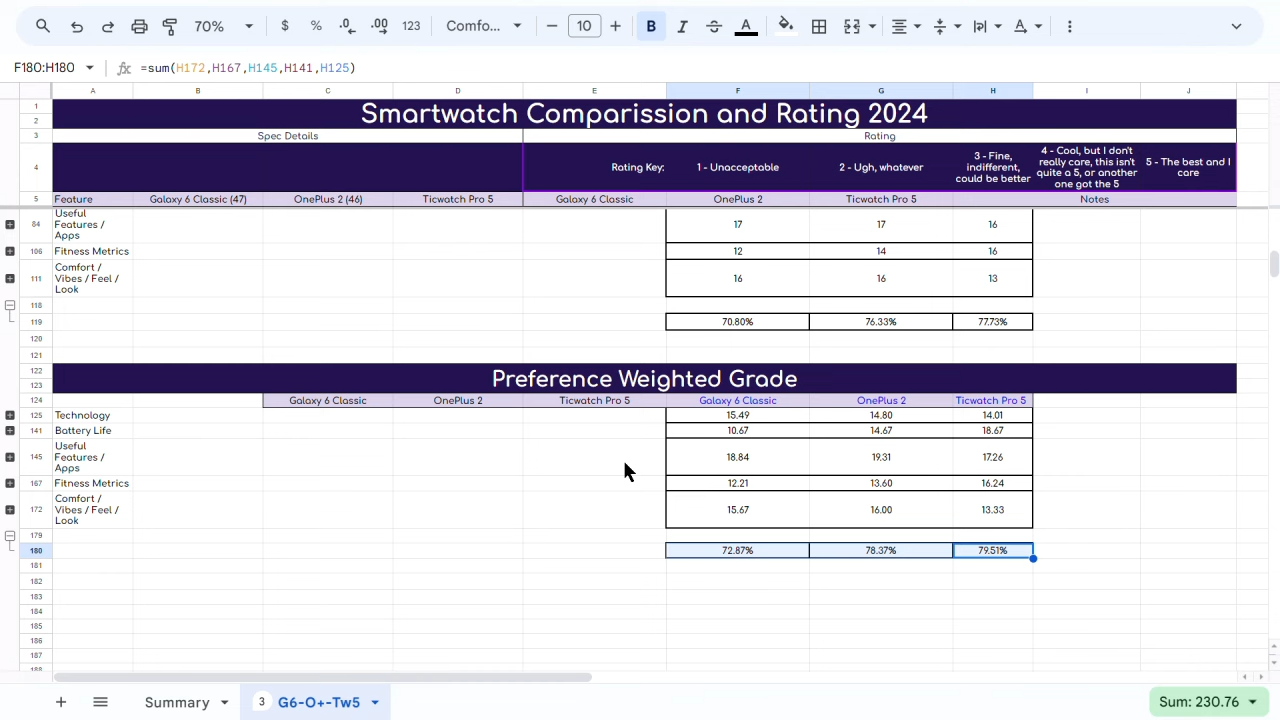 70% $ % .0 .00 123 Comfo... 10 B I A
F180:H180 fx =sum(H172,H167,H145,H141,H125)
A B C D E F G H I J
1 Smartwatch Comparission and Rating 2024
2
3 Spec Details Rating
4 Rating Key: 1 - Unacceptable 2 - Ugh, whatever 3 - Fine, indifferent, could be better 4 - Cool, but I don't really care, this isn't quite a 5, or another one got the 5 5 - The best and I care
5 Feature Galaxy 6 Classic (47) OnePlus 2 (46) Ticwatch Pro 5 Galaxy 6 Classic OnePlus 2 Ticwatch Pro 5 Notes
84 Useful Features / Apps 17 17 16
106 Fitness Metrics 12 14 16
111 Comfort / Vibes / Feel / Look 16 16 13
118
119 70.80% 76.33% 77.73%
120
121
122 Preference Weighted Grade
123
124 Galaxy 6 Classic OnePlus 2 Ticwatch Pro 5 Galaxy 6 Classic OnePlus 2 Ticwatch Pro 5
125 Technology 15.49 14.80 14.01
141 Battery Life 10.67 14.67 18.67
145 Useful Features / Apps 18.84 19.31 17.26
167 Fitness Metrics 12.21 13.60 16.24
172 Comfort / Vibes / Feel / Look 15.67 16.00 13.33
179
180 72.87% 78.37% 79.51%
181
182
183
184
185
186
187
188
Summary 3 G6-O+-Tw5 Sum: 230.76